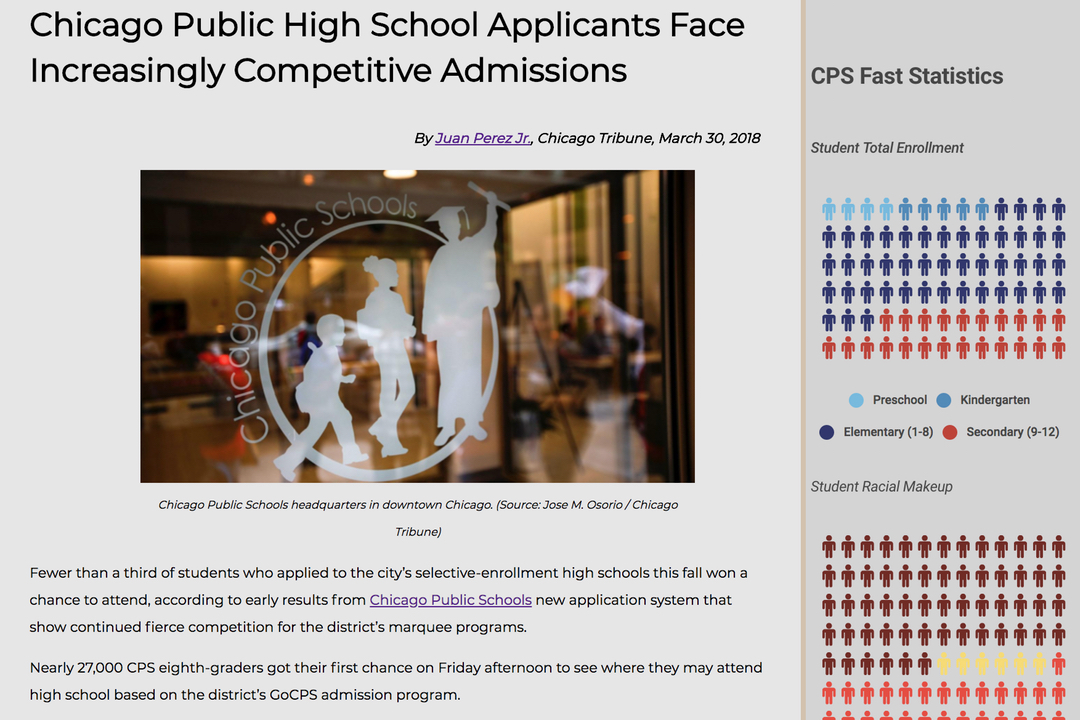 Chicago Public High School Applicants Face
Increasingly Competitive Admissions
By Juan Perez Jr., Chicago Tribune, March 30, 2018
Chicago Public Schools
Chicago Public Schools headquarters in downtown Chicago. (Source: Jose M. Osorio / Chicago
Tribune)
Fewer than a third of students who applied to the city's selective-enrollment high schools this fall won a
chance to attend, according to early results from Chicago Public Schools new application system that
show continued fierce competition for the district's marquee programs.
Nearly 27,000 CPS eighth-graders got their first chance on Friday afternoon to see where they may attend
high school based on the district's GoCPS admission program.
CPS Fast Statistics
Student Total Enrollment
Preschool Kindergarten
Elementary (1-8) Secondary (9-12)
Student Racial Makeup